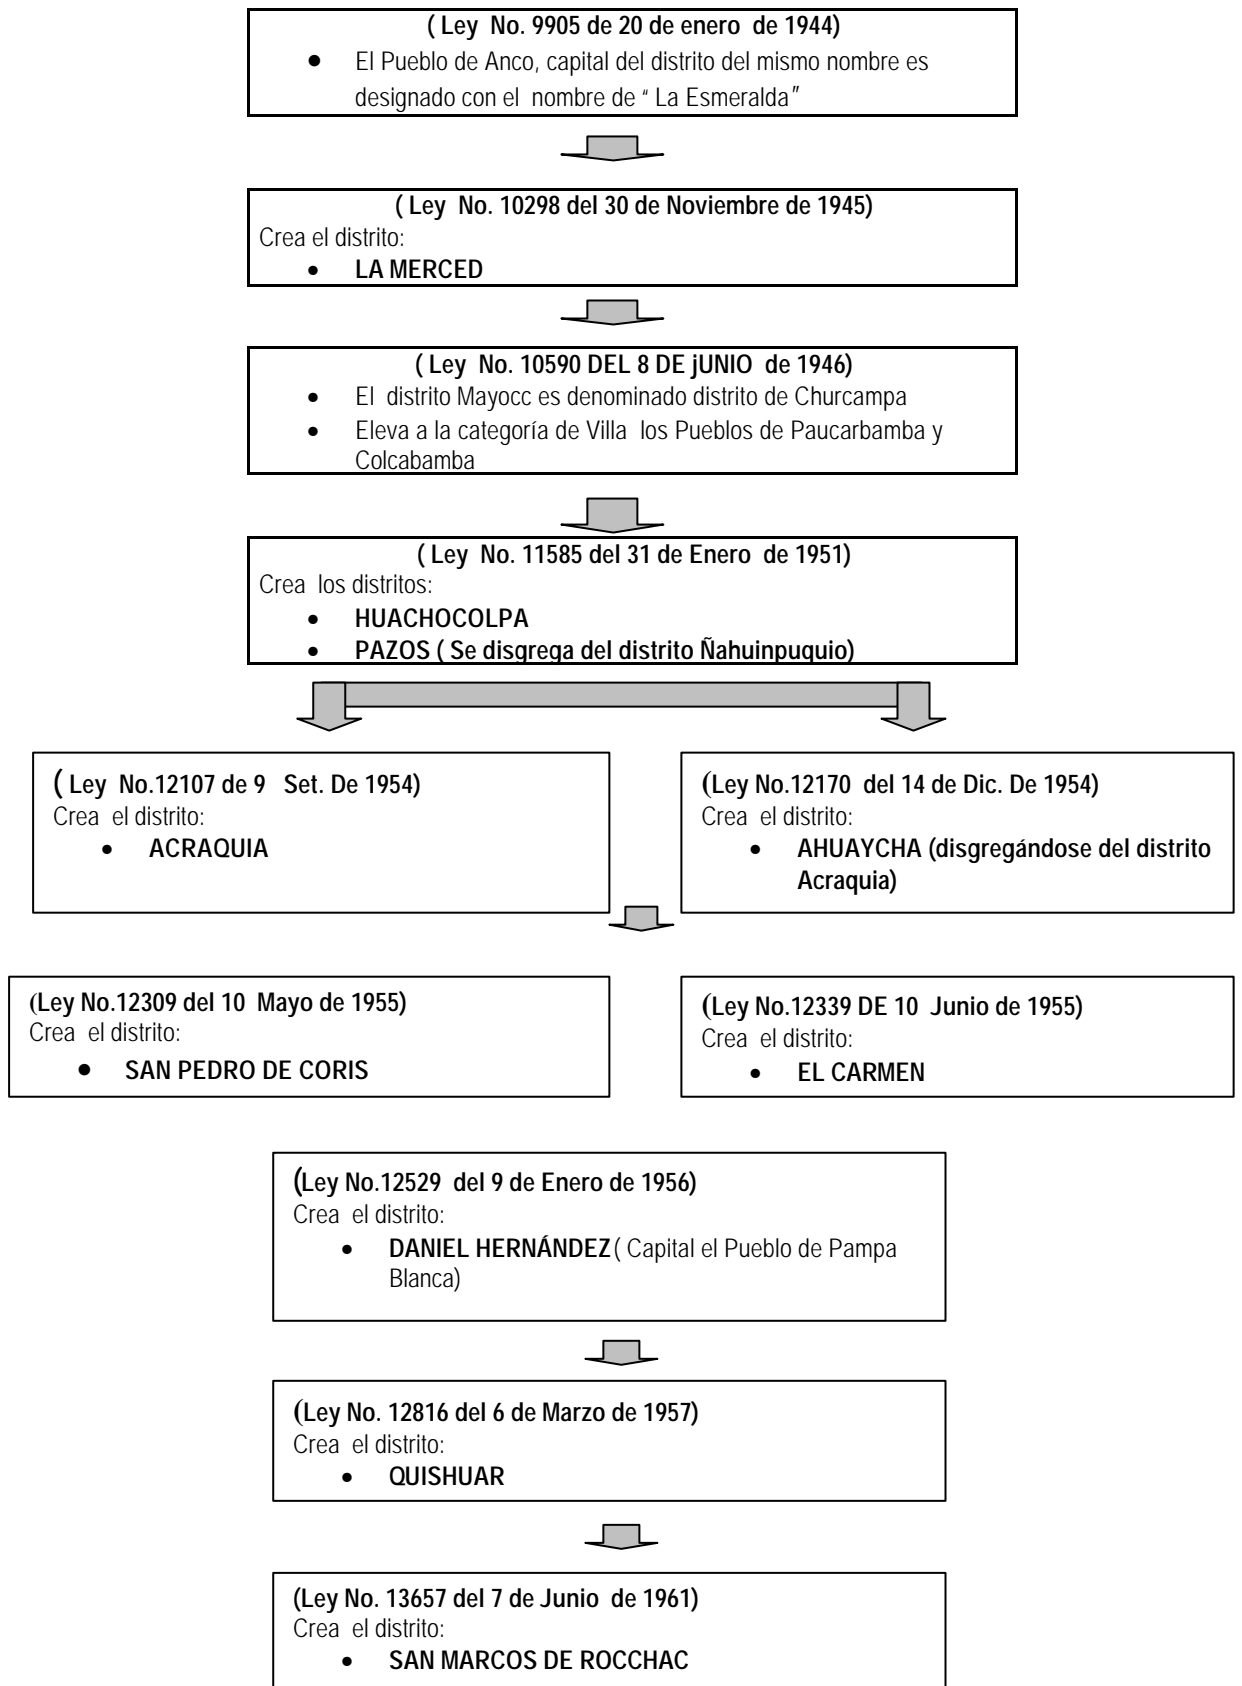 ( Ley No. 9905 de 20 de enero de 1944)
• El Pueblo de Anco, capital del distrito del mismo nombre es
designado con el nombre de “ La Esmeralda”
( Ley No. 10298 del 30 de Noviembre de 1945)
Crea el distrito:
• LA MERCED
( Ley No. 10590 DEL 8 DE jUNIO de 1946)
• El distrito Mayocc es denominado distrito de Churcampa
• Eleva a la categoría de Villa los Pueblos de Paucarbamba y
Colcabamba
( Ley No. 11585 del 31 de Enero de 1951)
Crea los distritos:
• HUACHOCOLPA
• PAZOS ( Se disgrega del distrito Ñahuinpuquio)
( Ley No.12107 de 9 Set. De 1954)
Crea el distrito:
• ACRAQUIA
(Ley No.12170 del 14 de Dic. De 1954)
Crea el distrito:
• AHUAYCHA (disgregándose del distrito
Acraquia)
(Ley No.12309 del 10 Mayo de 1955)
Crea el distrito:
• SAN PEDRO DE CORIS
(Ley No.12339 DE 10 Junio de 1955)
Crea el distrito:
• EL CARMEN
(Ley No.12529 del 9 de Enero de 1956)
Crea el distrito:
• DANIEL HERNÁNDEZ ( Capital el Pueblo de Pampa
Blanca)
(Ley No. 12816 del 6 de Marzo de 1957)
Crea el distrito:
• QUISHUAR
(Ley No. 13657 del 7 de Junio de 1961)
Crea el distrito:
• SAN MARCOS DE ROCCHAC